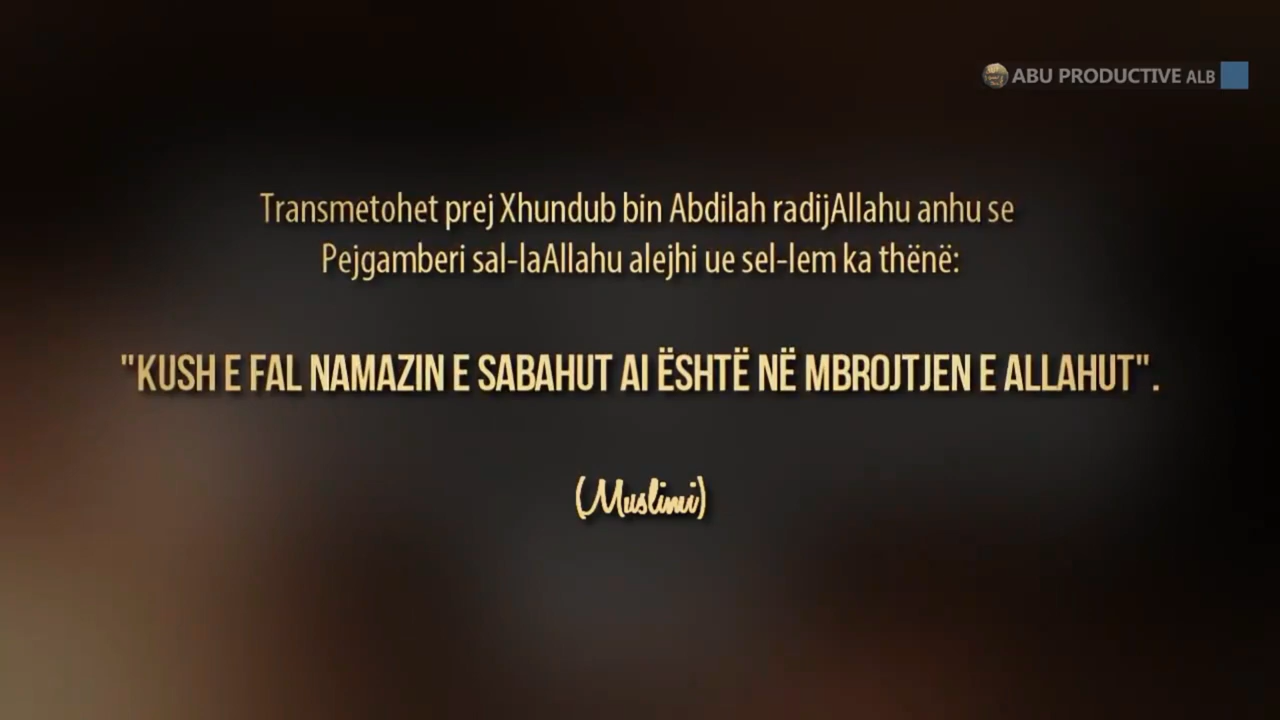 ABU PRODUCTIVE ALB
Transmetohet prej Xhundub bin Abdilah radijAllahu anhu se
Pejgamberi sal-laAllahu alejhi ue sel-lem ka thënë:
"KUSH E FAL NAMAZIN E SABAHUT AI ËSHTË NË MBROJTJEN E ALLAHUT".
(Muslimi)